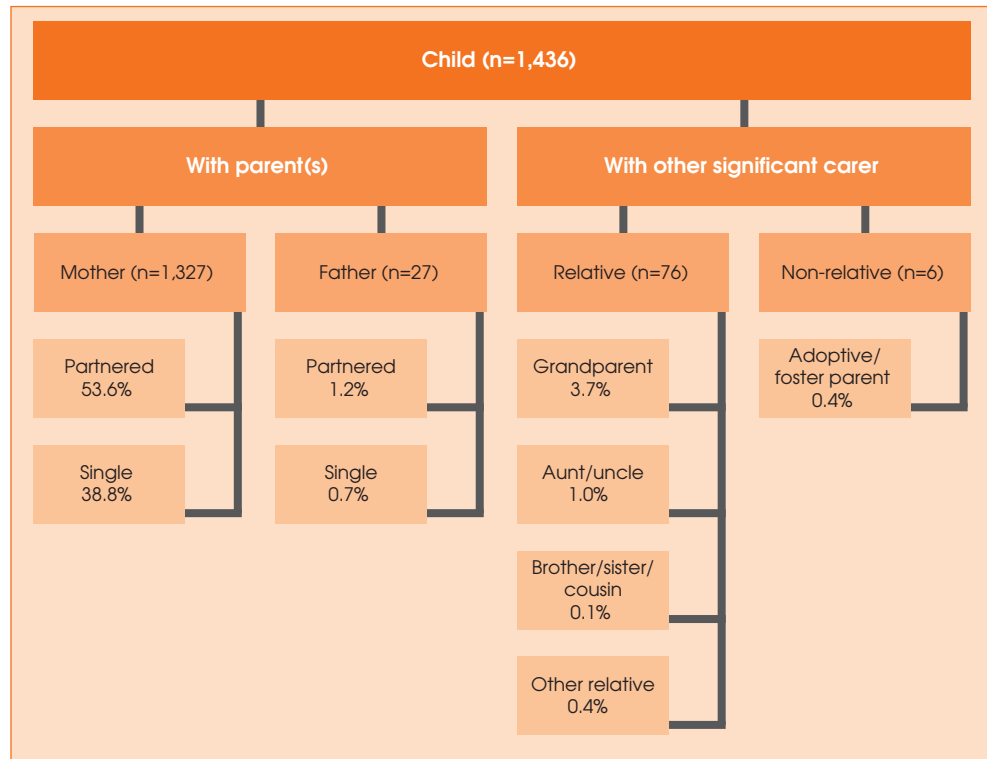 Child (n=1,436)
With parent(s)
With other significant carer
Mother (n=1,327)
Father (n=27)
Relative (n=76)
Non-relative (n=6)
Partnered
53.6%
Partnered
1.2%
Grandparent
3.7%
Adoptive/
foster parent
0.4%
Single
38.8%
Single
0.7%
Aunt/uncle
1.0%
Brother/sister/
cousin
0.1%
Other relative
0.4%